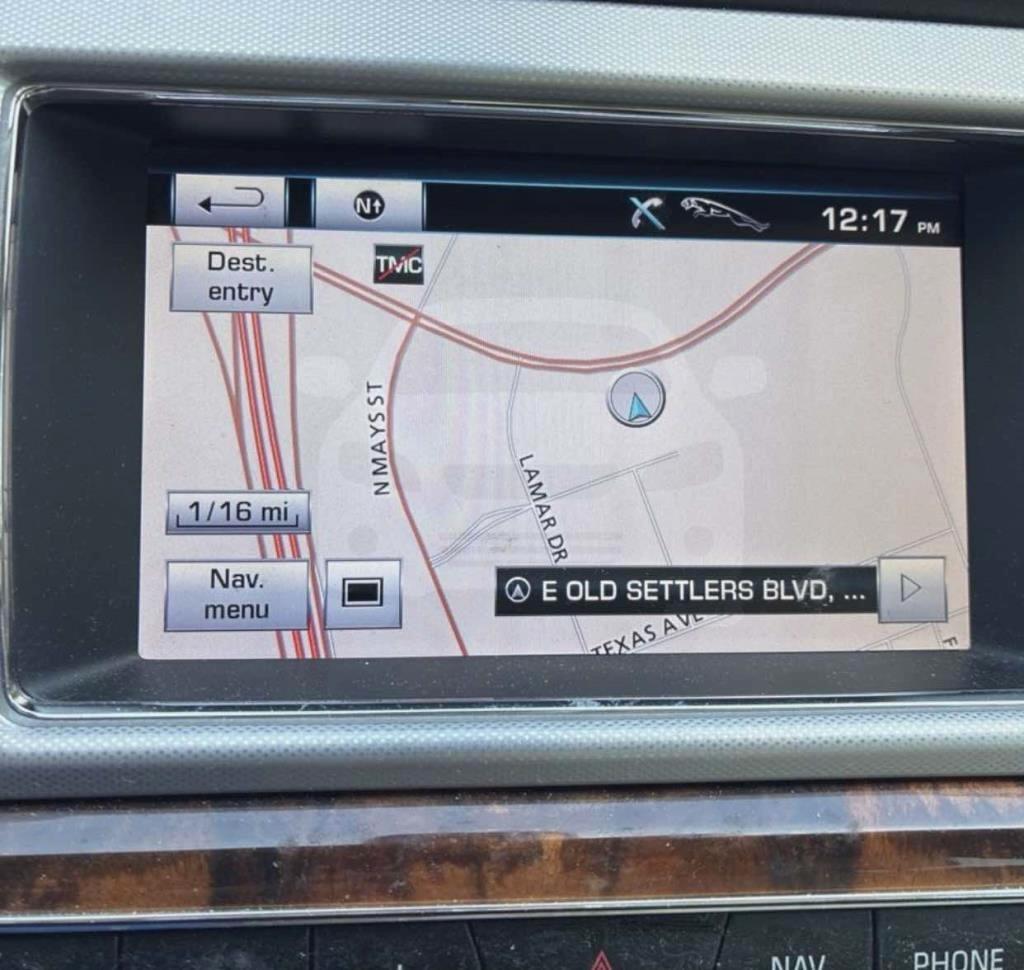 N
12:17 PM
Dest.
entry
TMC
N MAYS ST
LAMAR DR
1/16 mi
Nav.
menu
E OLD SETTLERS BLVD, ...
TEXAS AVE
F
NAV
PHONE